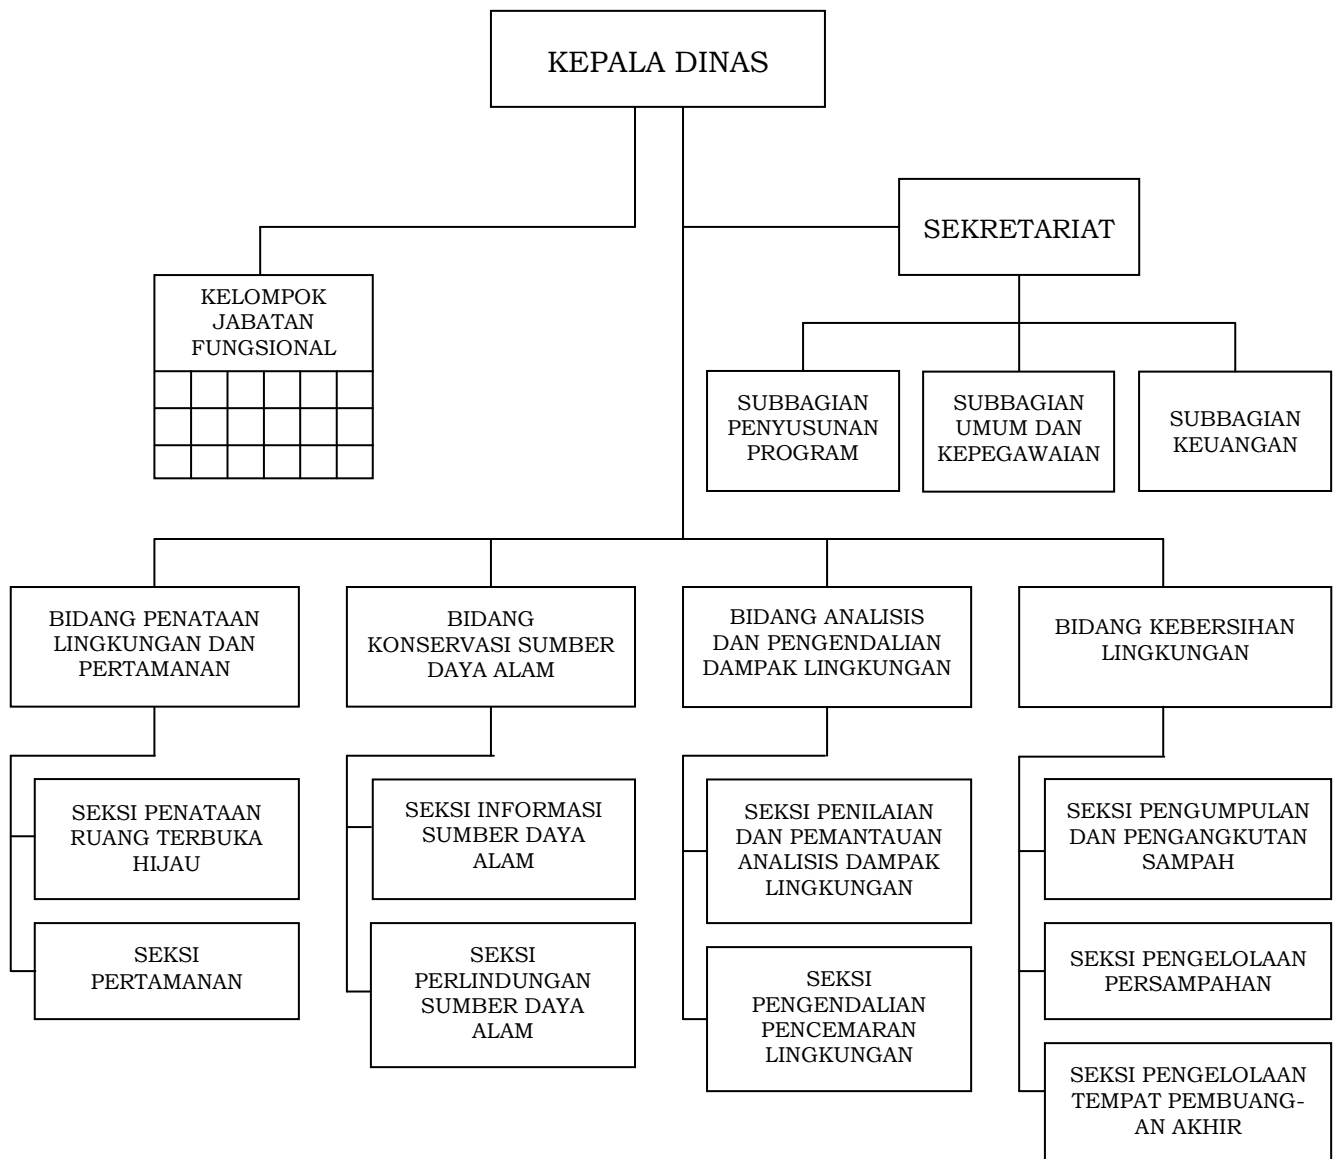 KEPALA DINAS
SEKRETARIAT
KELOMPOK
JABATAN
FUNGSIONAL
SUBBAGIAN
PENYUSUNAN
PROGRAM
SUBBAGIAN
UMUM DAN
KEPEGAWAIAN
SUBBAGIAN
KEUANGAN
BIDANG PENATAAN
LINGKUNGAN DAN
PERTAMANAN
BIDANG
KONSERVASI SUMBER
DAYA ALAM
BIDANG ANALISIS
DAN PENGENDALIAN
DAMPAK LINGKUNGAN
BIDANG KEBERSIHAN
LINGKUNGAN
SEKSI PENATAAN
RUANG TERBUKA
HIJAU
SEKSI
PERTAMANAN
SEKSI INFORMASI
SUMBER DAYA
ALAM
SEKSI
PERLINDUNGAN
SUMBER DAYA
ALAM
SEKSI PENILAIAN
DAN PEMANTAUAN
ANALISIS DAMPAK
LINGKUNGAN
SEKSI
PENGENDALIAN
PENCEMARAN
LINGKUNGAN
SEKSI PENGUMPULAN
DAN PENGANGKUTAN
SAMPAH
SEKSI PENGELOLAAN
PERSAMPAHAN
SEKSI PENGELOLAAN
TEMPAT PEMBUANG-
AN AKHIR